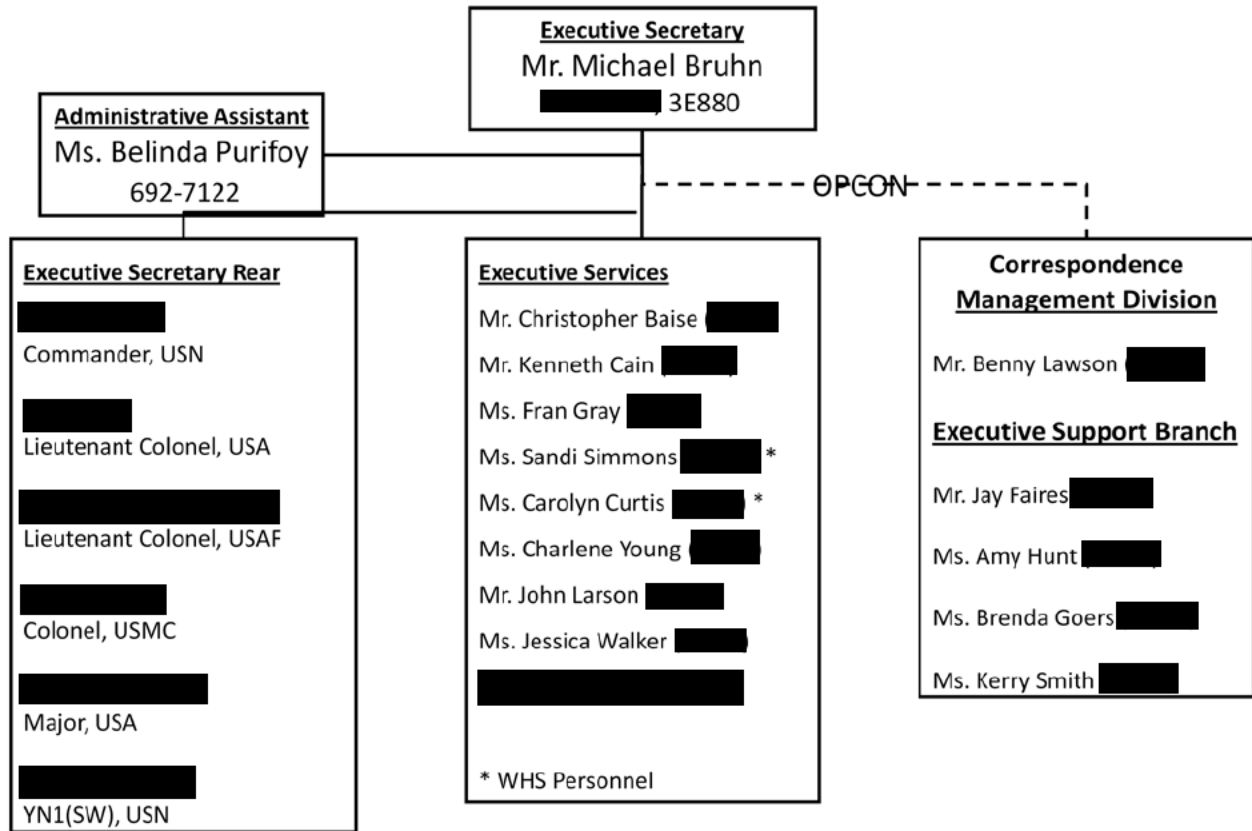 Executive Secretary
Mr. Michael Bruhn
, 3E880
Administrative Assistant
Ms. Belinda Purifoy
692-7122
OPCON
Executive Secretary Rear
Commander, USN
Lieutenant Colonel, USA
Lieutenant Colonel, USAF
Colonel, USMC
Major, USA
YN1(SW), USN
Executive Services
Mr. Christopher Baise (
Mr. Kenneth Cain
Ms. Fran Gray
Ms. Sandi Simmons *
Ms. Carolyn Curtis *
Ms. Charlene Young (
Mr. John Larson
Ms. Jessica Walker
* WHS Personnel
Correspondence
Management Division
Mr. Benny Lawson (
Executive Support Branch
Mr. Jay Faires
Ms. Amy Hunt
Ms. Brenda Goers
Ms. Kerry Smith